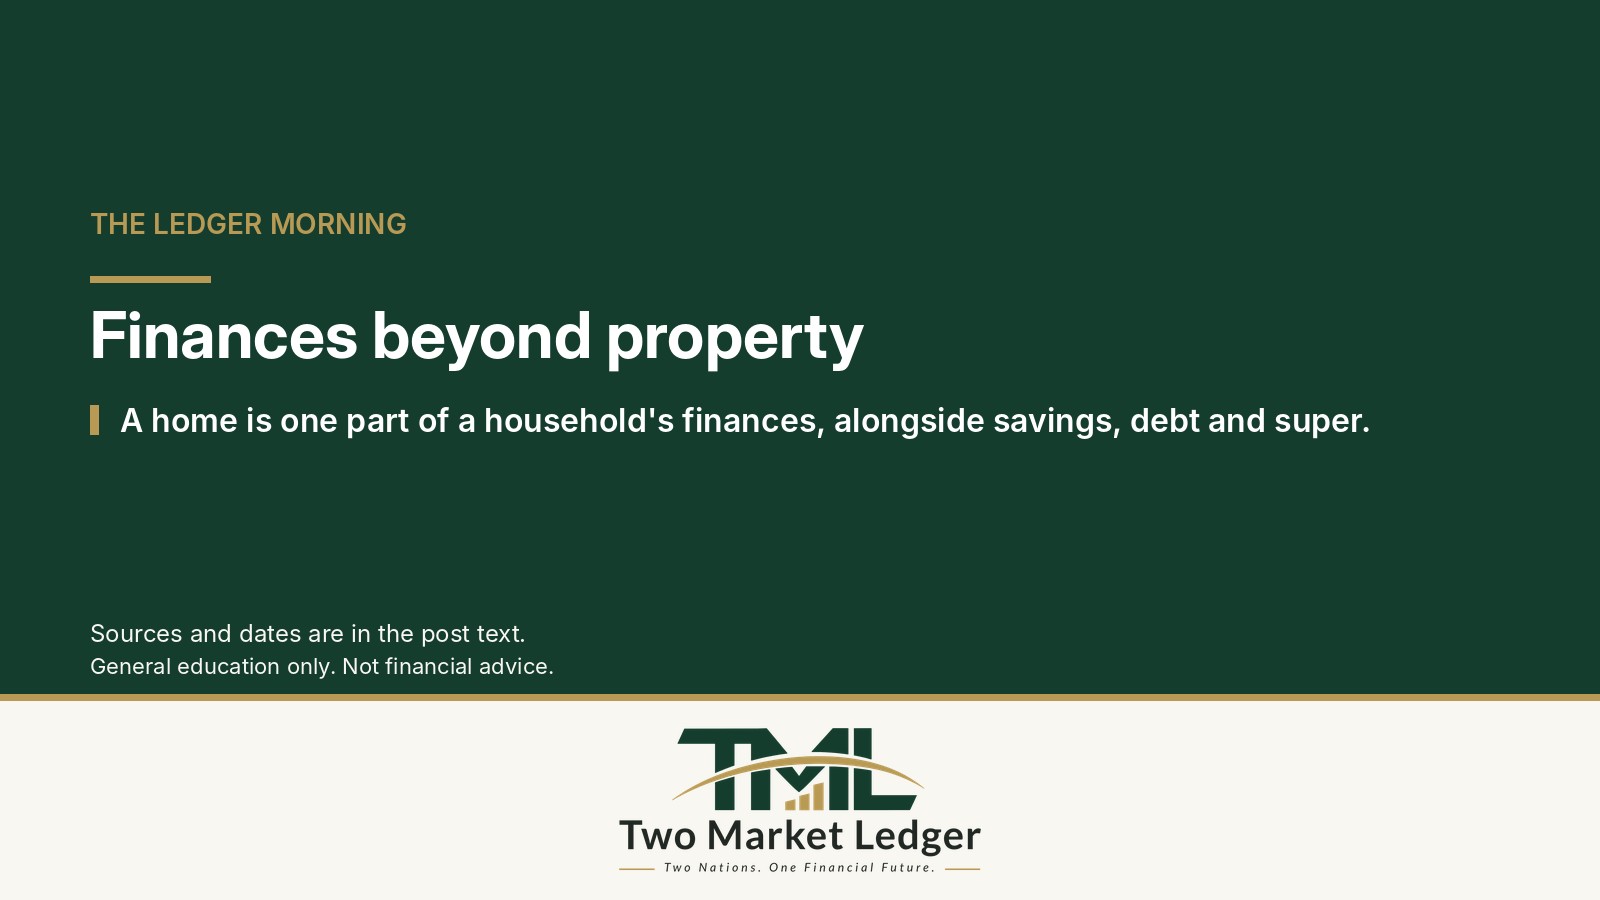 THE LEDGER MORNING
Finances beyond property
A home is one part of a household's finances, alongside savings, debt and super.
Sources and dates are in the post text.
General education only. Not financial advice.
TML
Two Market Ledger
Two Nations. One Financial Future.